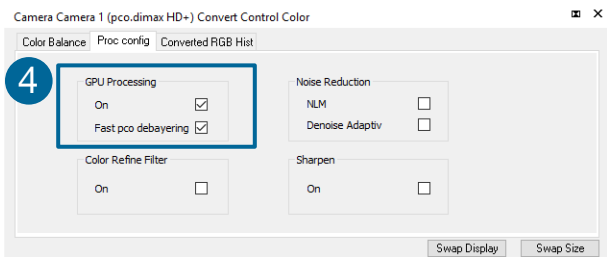 Camera Camera 1 (pco.dimax HD+) Convert Control Color
Color Balance Proc config Converted RGB Hist
4
GPU Processing
On
Fast pco debayering
Noise Reduction
NLM
Denoise Adaptiv
Color Refine Filter
On
Sharpen
On
Swap Display Swap Size